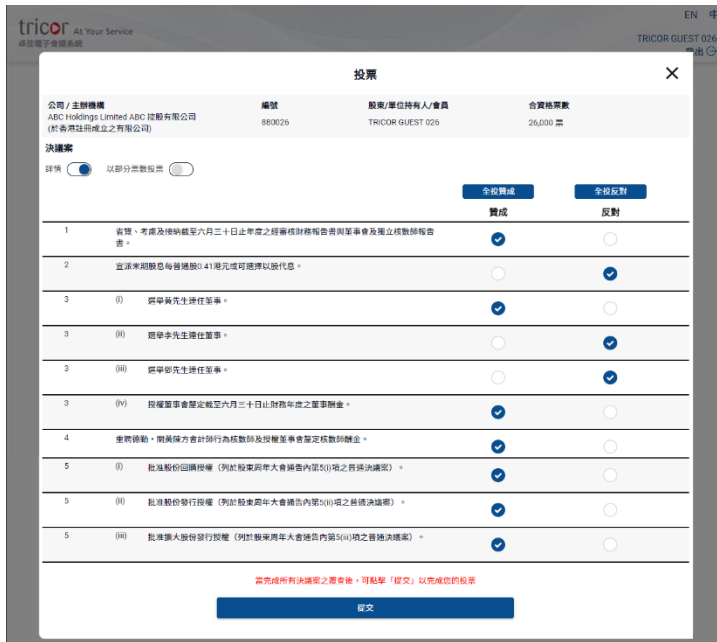 EN 中
tricor At Your Service
卓佳電子會議系統
TRICOR GUEST 026
登出
投票
公司 / 主辦機構 編號 股東/單位持有人/會員 合資格票數
ABC Holdings Limited ABC 控股有限公司 880026 TRICOR GUEST 026 26,000 票
(於香港註冊成立之有限公司)
決議案
詳情 以部分票數投票
全投贊成 全投反對
贊成 反對
1 省覽、考慮及接納截至六月三十日止年度之經審核財務報告書與董事會及獨立核數師報告
書。
2 宣派末期股息每普通股0.41港元或可選擇以股代息。
3 (i) 選舉黃先生連任董事。
3 (ii) 選舉李先生連任董事。
3 (iii) 選舉鄧先生連任董事。
3 (iv) 授權董事會釐定截至六月三十日止財務年度之董事酬金。
4 重聘德勤・關黃陳方會計師行為核數師及授權董事會釐定核數師酬金。
5 (i) 批准股份回購授權（列於股東周年大會通告內第5(i)項之普通決議案）。
5 (ii) 批准股份發行授權（列於股東周年大會通告內第5(ii)項之普通決議案）。
5 (iii) 批准擴大股份發行授權（列於股東周年大會通告內第5(iii)項之普通決議案）。
當完成所有決議案之覆查後，可點擊「提交」以完成您的投票
提交